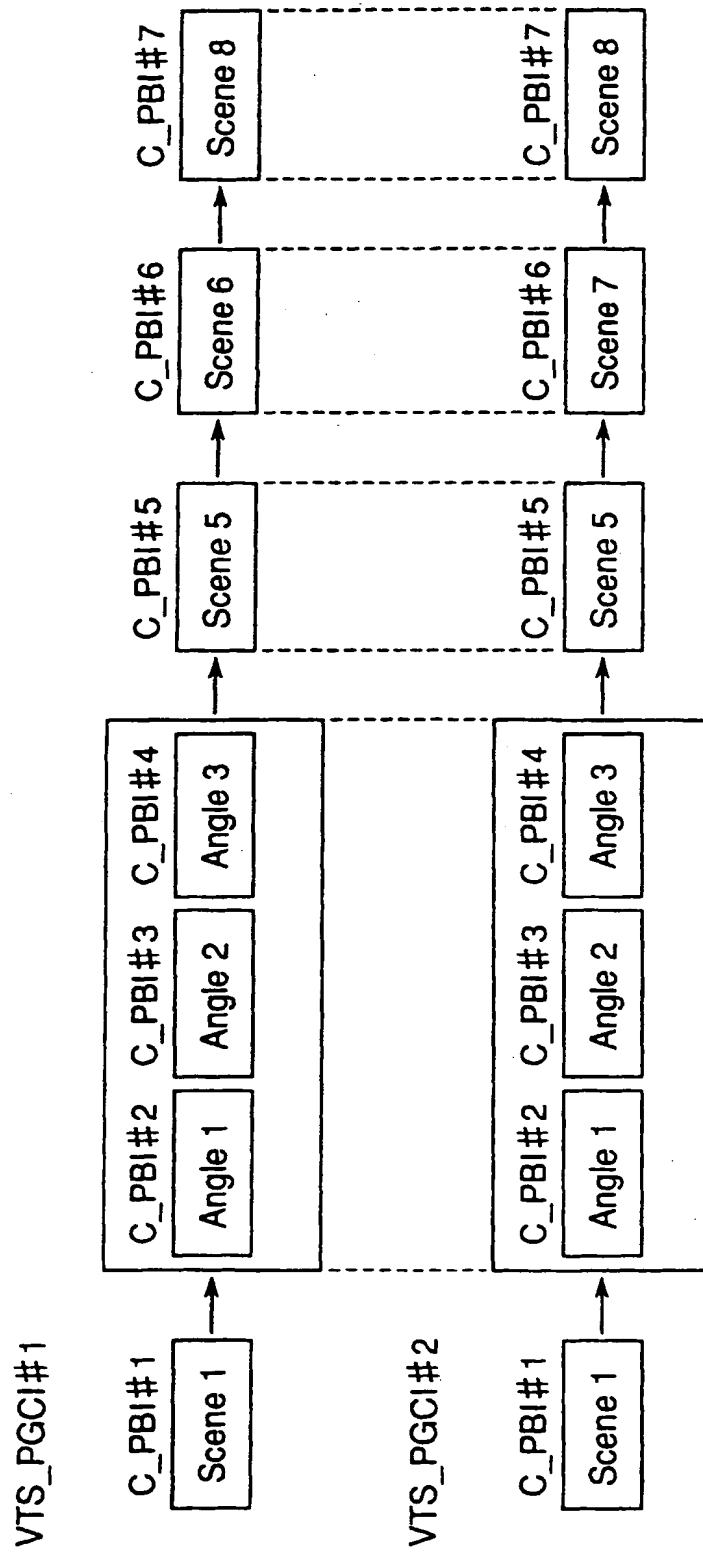 VTS_PGCI#1
C_PBI#1
Scene 1
C_PBI#2
Angle 1
C_PBI#3
Angle 2
C_PBI#4
Angle 3
C_PBI#5
Scene 5
C_PBI#6
Scene 6
C_PBI#7
Scene 8
VTS_PGCI#2
C_PBI#1
Scene 1
C_PBI#2
Angle 1
C_PBI#3
Angle 2
C_PBI#4
Angle 3
C_PBI#5
Scene 5
C_PBI#6
Scene 7
C_PBI#7
Scene 8